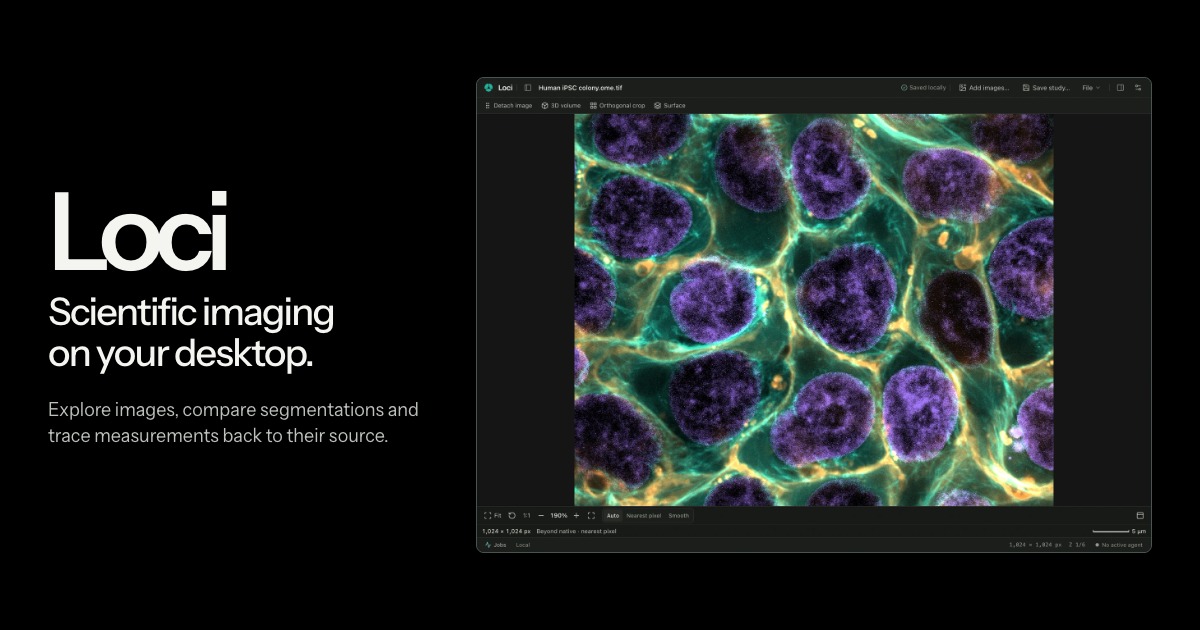 Loci
Scientific imaging
on your desktop.
Explore images, compare segmentations and
trace measurements back to their source.
Loci Human iPSC colony.ome.tif Saved locally Add images... Save study... File
Detach image 3D volume Orthogonal crop Surface
Fit 1:1 − 190% + Auto Nearest pixel Smooth
1,024 × 1,024 px Beyond native · nearest pixel 5 µm
Jobs Local 1,024 × 1,024 px Z 1/6 No active agent